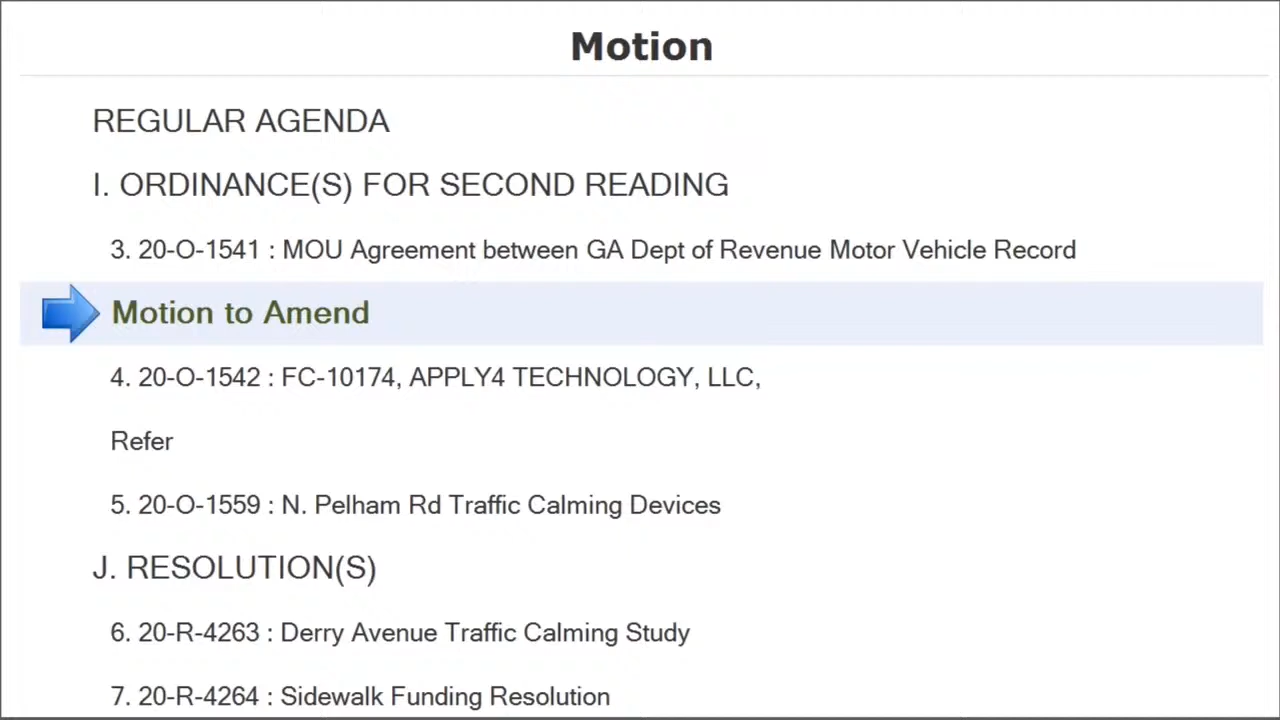 Motion
REGULAR AGENDA
I. ORDINANCE(S) FOR SECOND READING
3. 20-O-1541 : MOU Agreement between GA Dept of Revenue Motor Vehicle Record
Motion to Amend
4. 20-O-1542 : FC-10174, APPLY4 TECHNOLOGY, LLC,
Refer
5. 20-O-1559 : N. Pelham Rd Traffic Calming Devices
J. RESOLUTION(S)
6. 20-R-4263 : Derry Avenue Traffic Calming Study
7. 20-R-4264 : Sidewalk Funding Resolution